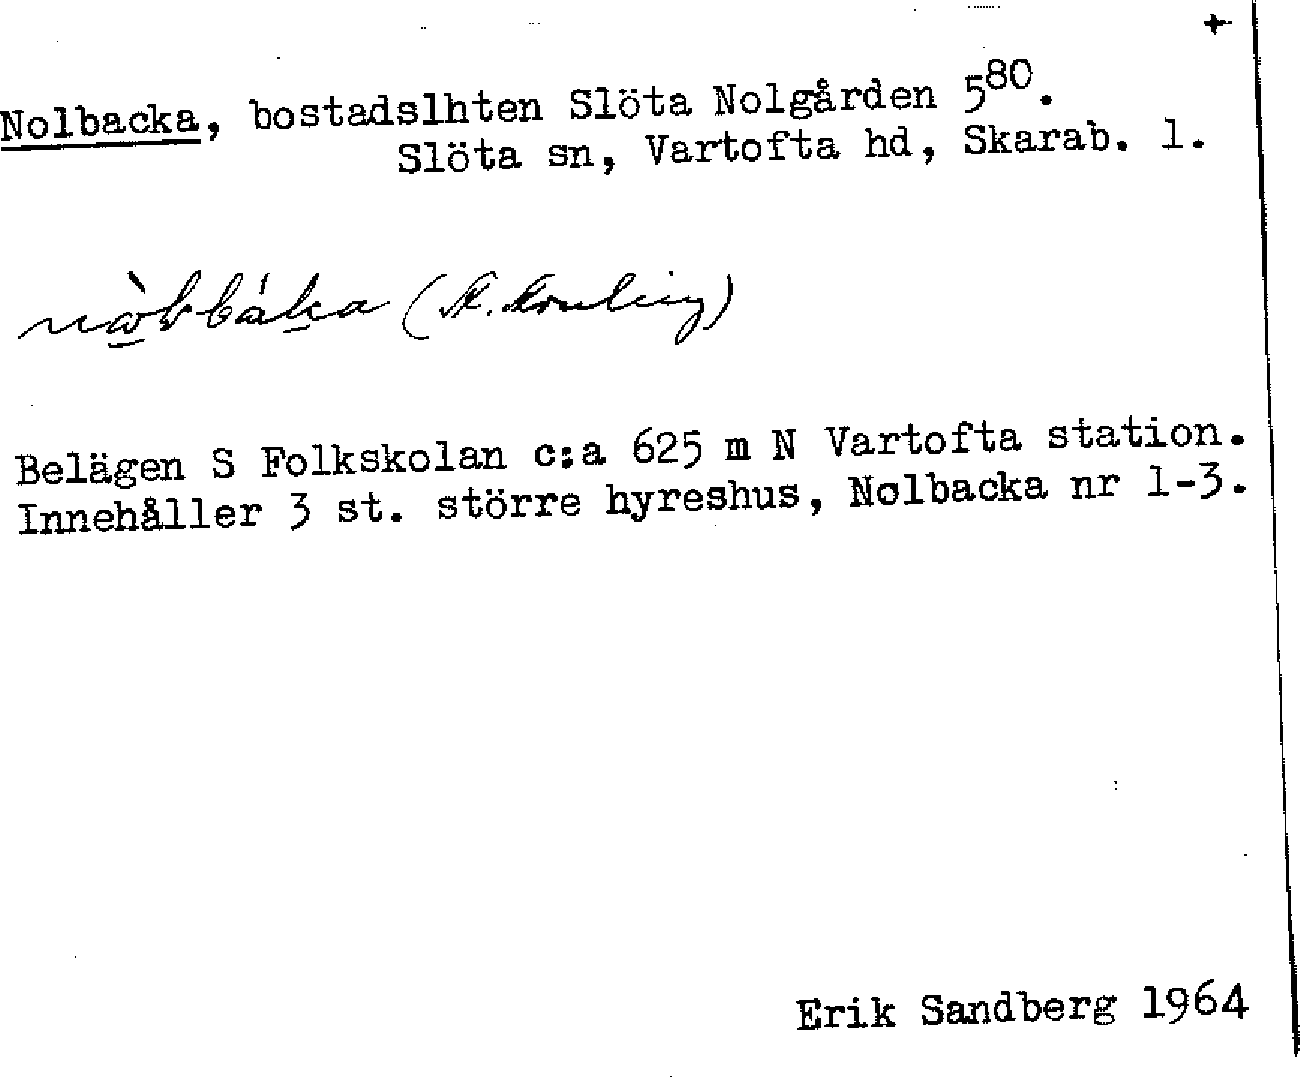 +
Nolbacka, bostadslhten Slöta Nolgården 5⁸⁰.
Slöta sn, Vartofta hd, Skarab. l.
Belägen S Folkskolan c:a 625 m N Vartofta station.
Innehåller 3 st. större hyreshus, Nolbacka nr 1-3.
Erik Sandberg 1964